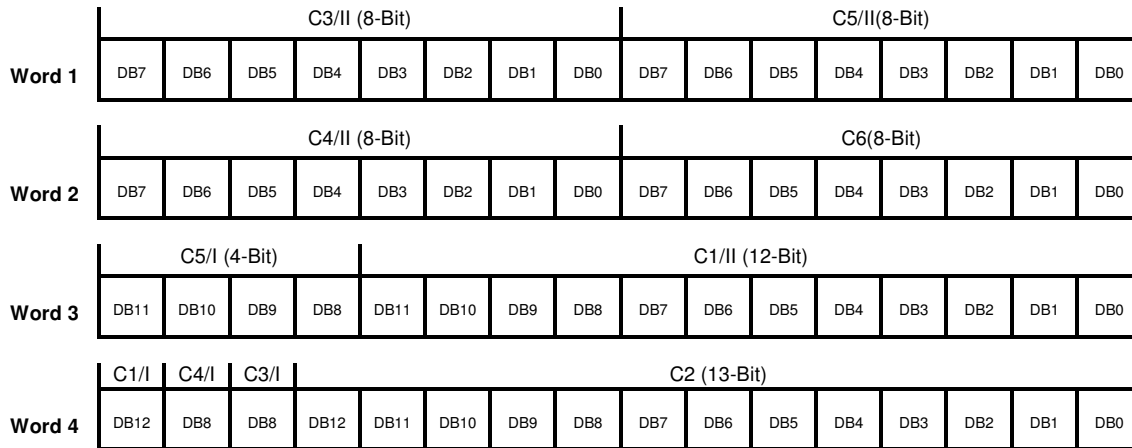 C3/II (8-Bit) C5/II(8-Bit)
Word 1 DB7 DB6 DB5 DB4 DB3 DB2 DB1 DB0 DB7 DB6 DB5 DB4 DB3 DB2 DB1 DB0
C4/II (8-Bit) C6(8-Bit)
Word 2 DB7 DB6 DB5 DB4 DB3 DB2 DB1 DB0 DB7 DB6 DB5 DB4 DB3 DB2 DB1 DB0
C5/I (4-Bit) C1/II (12-Bit)
Word 3 DB11 DB10 DB9 DB8 DB11 DB10 DB9 DB8 DB7 DB6 DB5 DB4 DB3 DB2 DB1 DB0
C1/I C4/I C3/I C2 (13-Bit)
Word 4 DB12 DB8 DB8 DB12 DB11 DB10 DB9 DB8 DB7 DB6 DB5 DB4 DB3 DB2 DB1 DB0